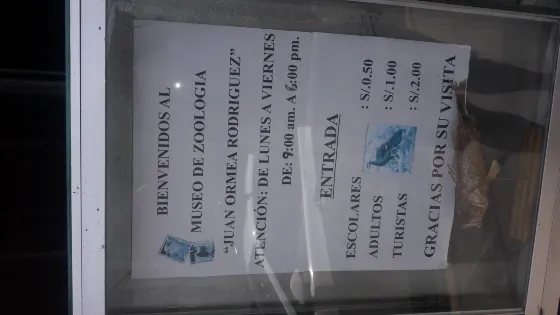 BIENVENIDOS AL
MUSEO DE ZOOLOGIA
“JUAN ORMEA RODRIGUEZ”
ATENCIÓN: DE LUNES A VIERNES
DE: 9:00 am. A 6:00 pm.
ENTRADA
ESCOLARES : S/.0.50
ADULTOS : S/.1.00
TURISTAS : S/.2.00
GRACIAS POR SU VISITA